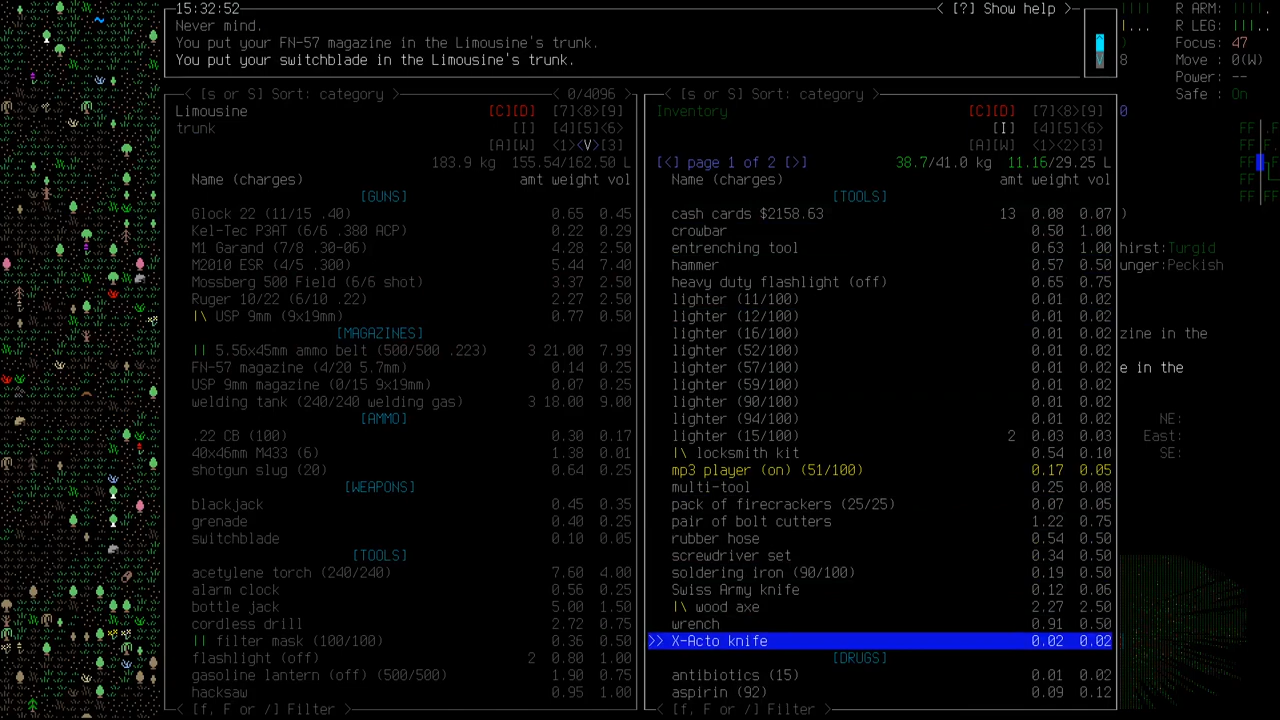 15:32:52
< [?] Show help >
Never mind.
You put your FN-57 magazine in the Limousine's trunk.
You put your switchblade in the Limousine's trunk.
R ARM:
R LEG:
Focus: 47
Move : 0(W)
Power: --
Safe : On
< [s or S] Sort: category >
< 0/4096 >
Limousine [C][D] [7]<8>[9]
trunk [I] [4][5]<6>
[A][W] <1>[V][3]
183.9 kg 155.54/162.50 L
Name (charges) amt weight vol
[GUNS]
Glock 22 (11/15 .40) 0.65 0.45
Kel-Tec P3AT (6/6 .380 ACP) 0.22 0.29
M1 Garand (7/8 .30-06) 4.28 2.50
M2010 ESR (4/5 .300) 5.44 7.40
Mossberg 500 Field (6/6 shot) 3.37 2.50
Ruger 10/22 (6/10 .22) 2.27 2.50
|\ USP 9mm (9x19mm) 0.77 0.50
[MAGAZINES]
|| 5.56x45mm ammo belt (500/500 .223) 3 21.00 7.99
FN-57 magazine (4/20 5.7mm) 0.14 0.25
USP 9mm magazine (0/15 9x19mm) 0.07 0.25
welding tank (240/240 welding gas) 3 18.00 9.00
[AMMO]
.22 CB (100) 0.30 0.17
40x46mm M433 (6) 1.38 0.01
shotgun slug (20) 0.64 0.25
[WEAPONS]
blackjack 0.45 0.35
grenade 0.40 0.25
switchblade 0.10 0.05
[TOOLS]
acetylene torch (240/240) 7.60 4.00
alarm clock 0.56 0.25
bottle jack 5.00 1.50
cordless drill 2.72 0.75
|| filter mask (100/100) 0.36 0.50
flashlight (off) 2 0.80 1.00
gasoline lantern (off) (500/500) 1.90 0.75
hacksaw 0.95 1.00
< [f, F or /] Filter >
< [s or S] Sort: category >
Inventory [C][D] [7]<8>[9]
[I] [4][5]<6>
[A][W] <1><2>[3]
[<] page 1 of 2 [>] 38.7/41.0 kg 11.16/29.25 L
Name (charges) amt weight vol
[TOOLS]
cash cards $2158.63 13 0.08 0.07
crowbar 0.50 1.00
entrenching tool 0.63 1.00
hammer 0.57 0.50
heavy duty flashlight (off) 0.65 0.75
lighter (11/100) 0.01 0.02
lighter (12/100) 0.01 0.02
lighter (16/100) 0.01 0.02
lighter (52/100) 0.01 0.02
lighter (57/100) 0.01 0.02
lighter (59/100) 0.01 0.02
lighter (90/100) 0.01 0.02
lighter (94/100) 0.01 0.02
lighter (15/100) 2 0.03 0.03
|\ locksmith kit 0.54 0.10
mp3 player (on) (51/100) 0.17 0.05
multi-tool 0.25 0.08
pack of firecrackers (25/25) 0.07 0.05
pair of bolt cutters 1.22 0.75
rubber hose 0.54 0.50
screwdriver set 0.34 0.50
soldering iron (90/100) 0.19 0.50
Swiss Army knife 0.12 0.06
|\ wood axe 2.27 2.50
wrench 0.91 0.50
>> X-Acto knife 0.02 0.02
[DRUGS]
antibiotics (15) 0.01 0.02
aspirin (92) 0.09 0.12
< [f, F or /] Filter >
8
0
)
hirst:Turgid
unger:Peckish
zine in the
e in the
NE:
East:
SE: